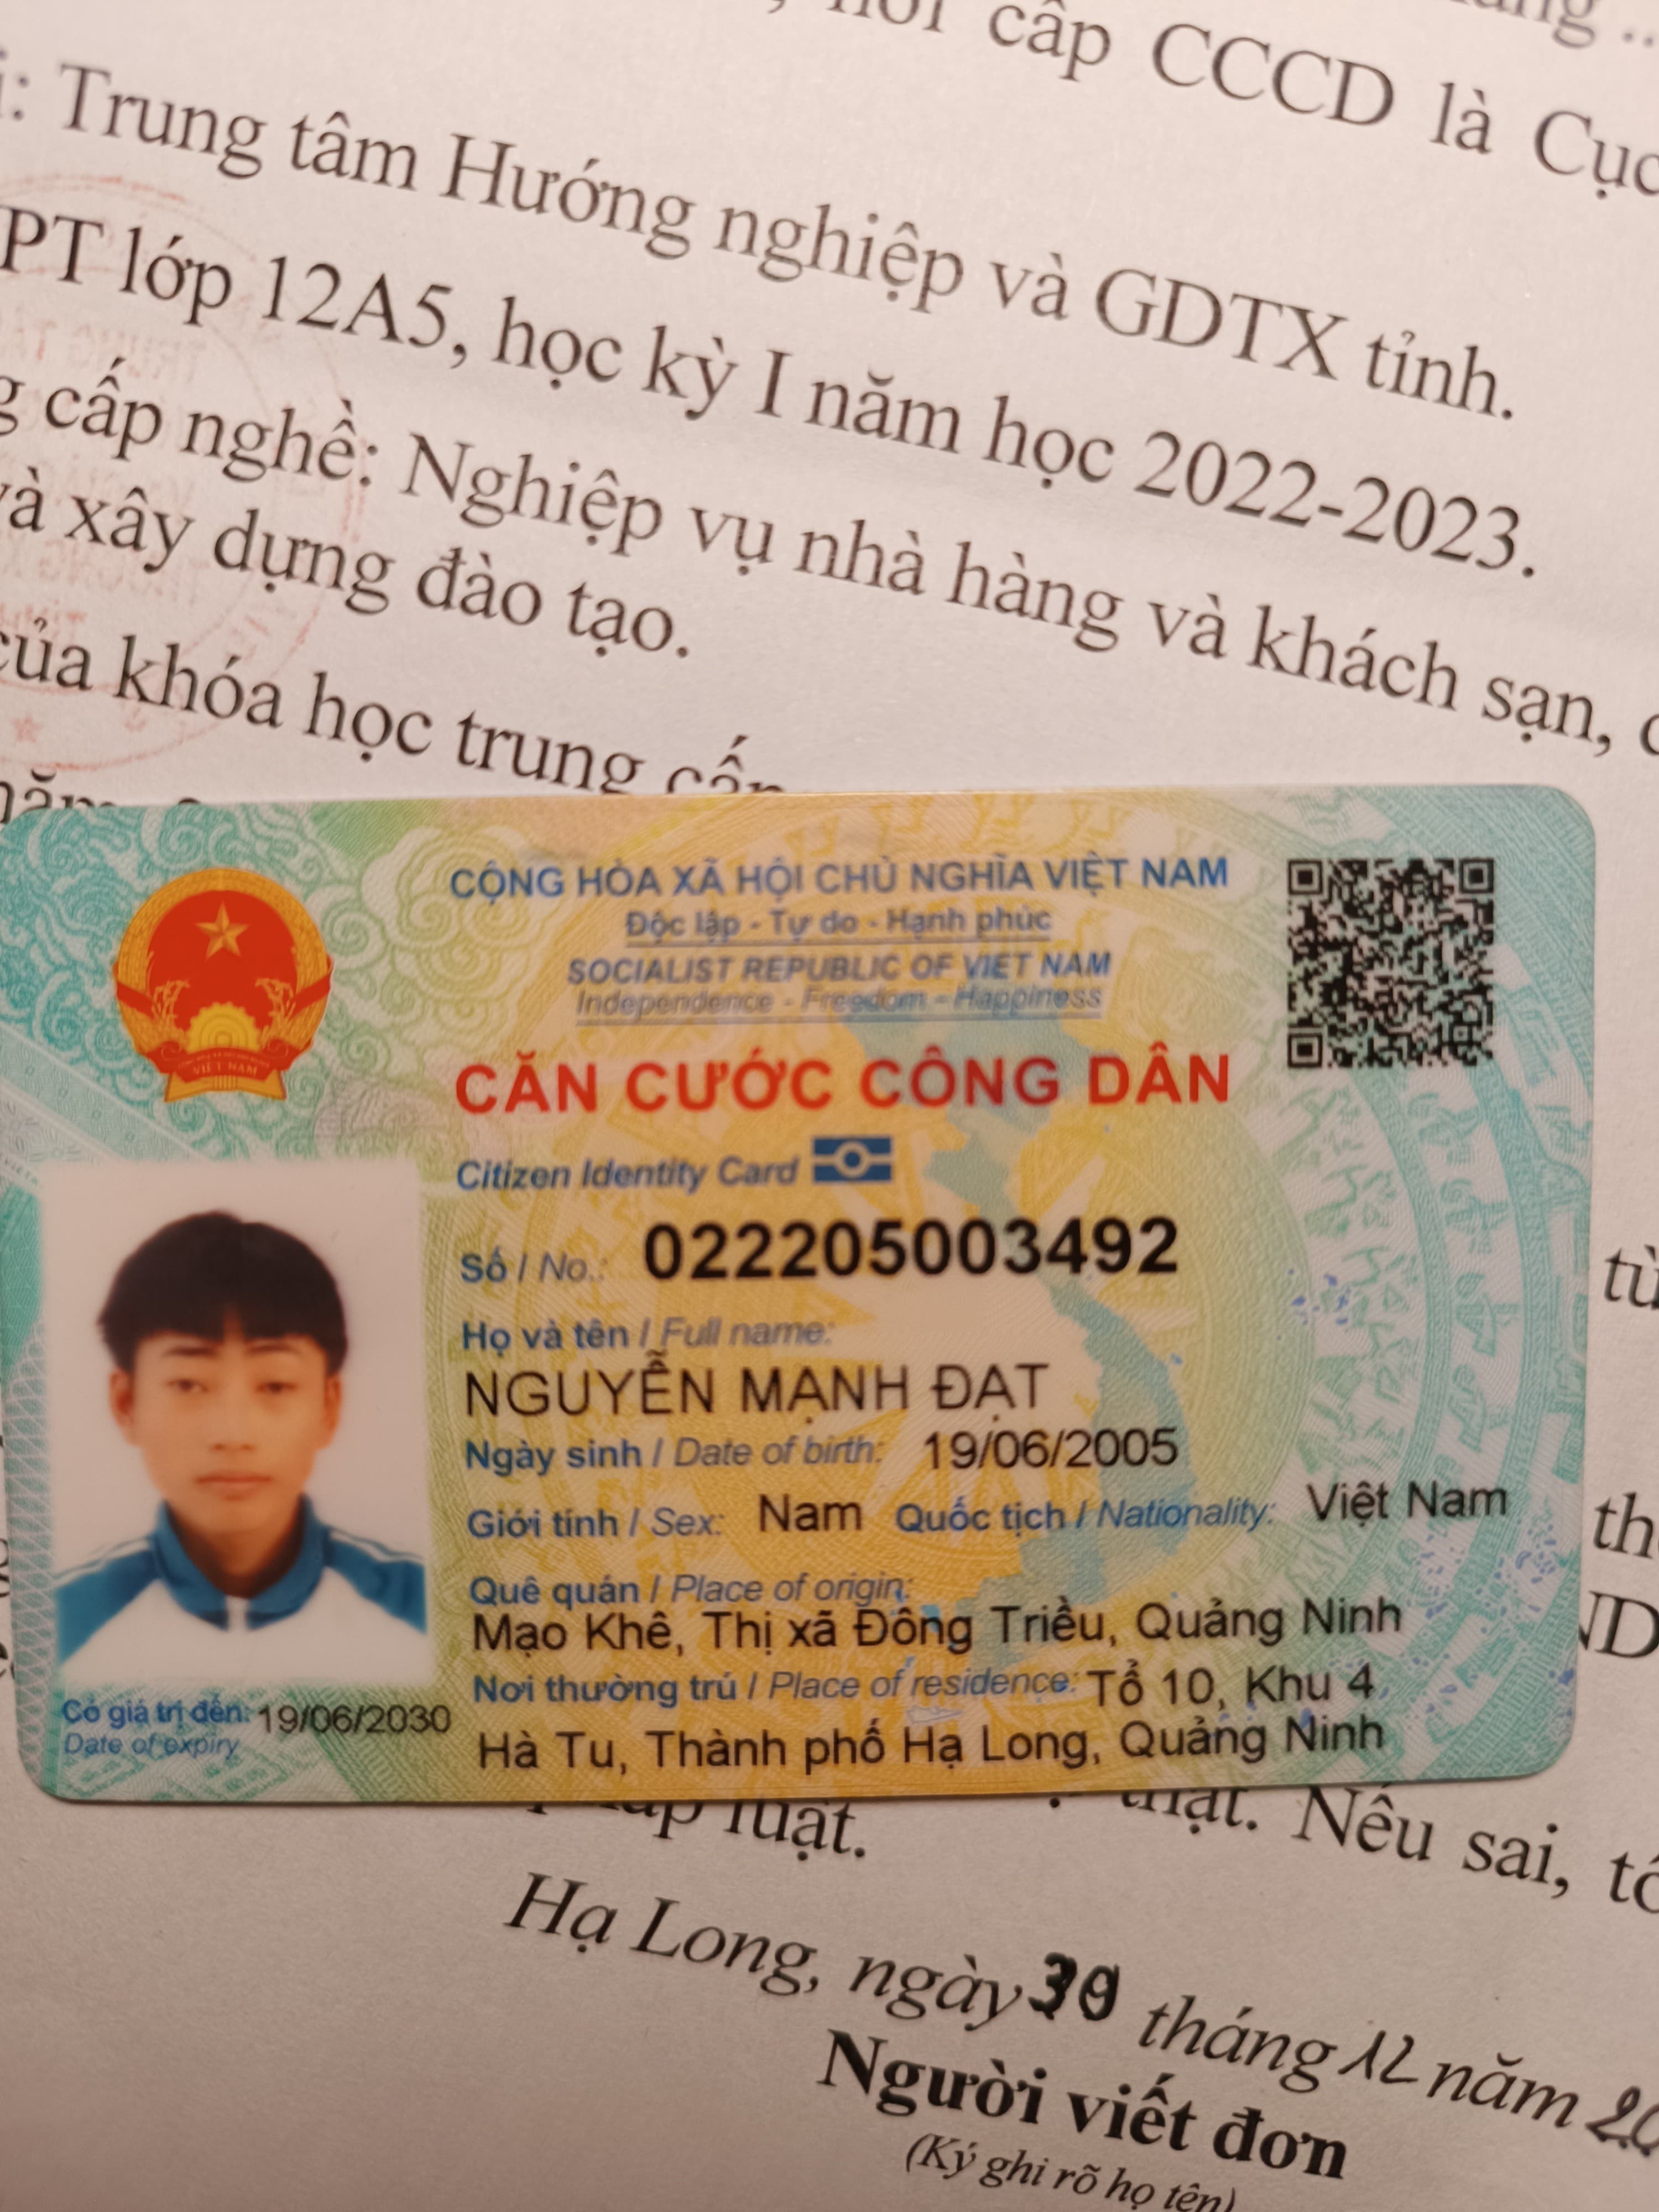 nơi cấp CCCD là Cục
i: Trung tâm Hướng nghiệp và GDTX tỉnh.
PT lớp 12A5, học kỳ I năm học 2022-2023.
g cấp nghề: Nghiệp vụ nhà hàng và khách sạn,
và xây dựng đào tạo.
của khóa học trung cấp
CỘNG HÒA XÃ HỘI CHỦ NGHĨA VIỆT NAM
Độc lập - Tự do - Hạnh phúc
SOCIALIST REPUBLIC OF VIET NAM
Independence - Freedom - Happiness
CĂN CƯỚC CÔNG DÂN
Citizen Identity Card
VIỆT NAM
Số / No.: 022205003492
Họ và tên / Full name:
NGUYỄN MẠNH ĐẠT
Ngày sinh / Date of birth: 19/06/2005
Giới tính / Sex: Nam Quốc tịch / Nationality: Việt Nam
Quê quán / Place of origin:
Mạo Khê, Thị xã Đông Triều, Quảng Ninh
Nơi thường trú / Place of residence: Tổ 10, Khu 4
Hà Tu, Thành phố Hạ Long, Quảng Ninh
Có giá trị đến: 19/06/2030
Date of expiry
từ
pháp luật.
thật. Nếu sai, tô
Hạ Long, ngày 30 tháng 12 năm 20
Người viết đơn
(Ký ghi rõ họ tên)